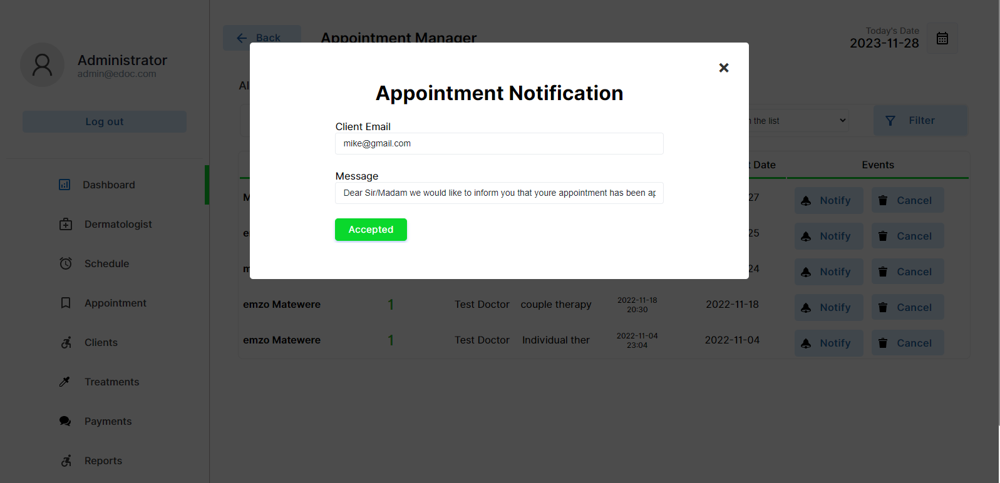 Administrator
admin@edoc.com
Log out
Dashboard
Dermatologist
Schedule
Appointment
Clients
Treatments
Payments
Reports
Back
Appointment Manager
Today's Date
2023-11-28
the list
Filter
Date
Events
Appointment Notification
Client Email
mike@gmail.com
Message
Dear Sir/Madam we would like to inform you that youre appointment has been ap
Accepted
27 Notify Cancel
25 Notify Cancel
24 Notify Cancel
emzo Matewere 1 Test Doctor couple therapy 2022-11-18 20:30 2022-11-18 Notify Cancel
emzo Matewere 1 Test Doctor Individual ther 2022-11-04 23:04 2022-11-04 Notify Cancel